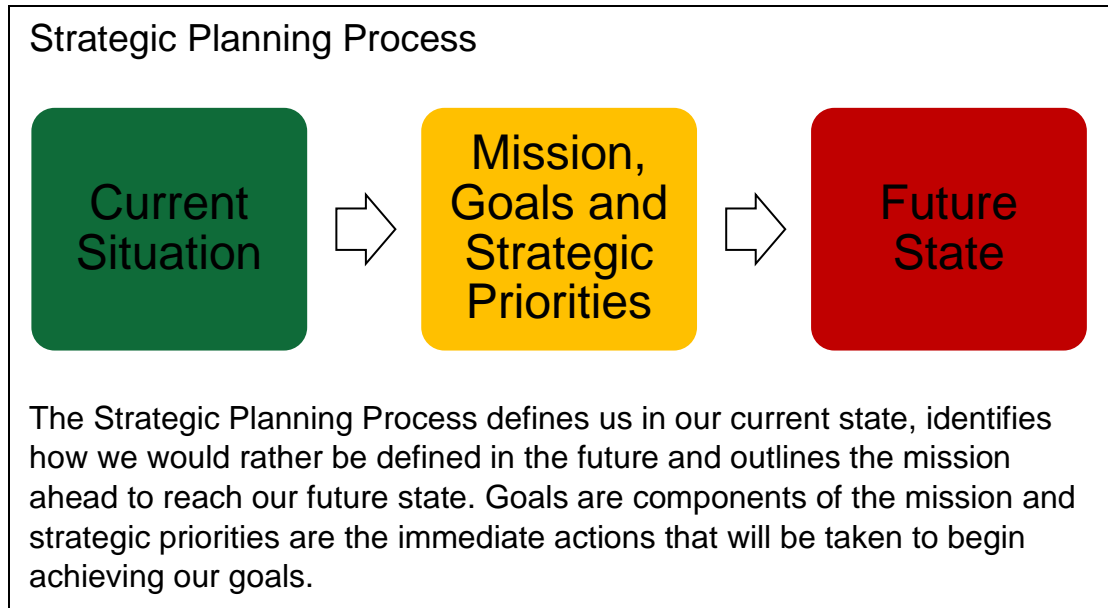 Strategic Planning Process
Current
Situation
Mission,
Goals and
Strategic
Priorities
Future
State
The Strategic Planning Process defines us in our current state, identifies
how we would rather be defined in the future and outlines the mission
ahead to reach our future state. Goals are components of the mission and
strategic priorities are the immediate actions that will be taken to begin
achieving our goals.